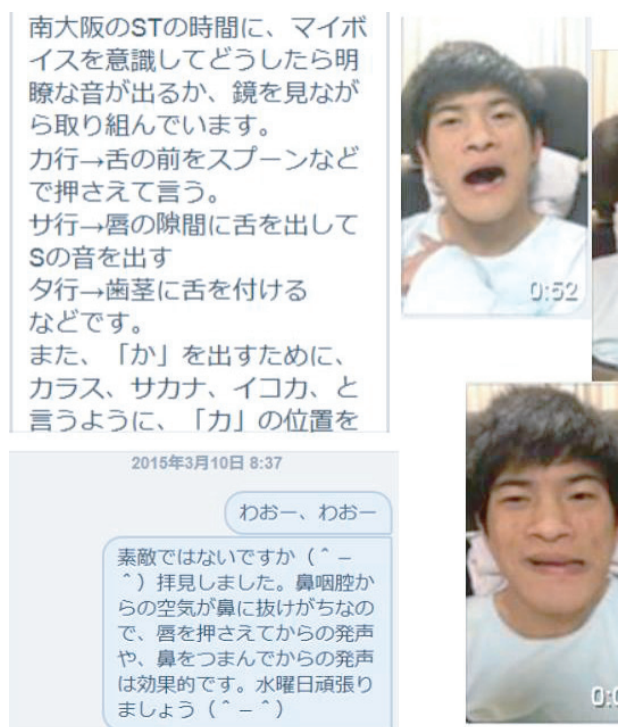 南大阪のSTの時間に、マイボ
イスを意識してどうしたら明
瞭な音が出るか、鏡を見なが
ら取り組んでいます。
カ行→舌の前をスプーンなど
で押さえて言う。
サ行→唇の隙間に舌を出して
Sの音を出す
タ行→歯茎に舌を付ける
などです。
また、「か」を出すために、
カラス、サカナ、イコカ、と
言うように、「カ」の位置を
0:52
2015年3月10日 8:37
わおー、わおー
素敵ではないですか（＾－
＾）拝見しました。鼻咽腔か
らの空気が鼻に抜けがちなの
で、唇を押さえてからの発声
や、鼻をつまんでからの発声
は効果的です。水曜日頑張り
ましょう（＾－＾）